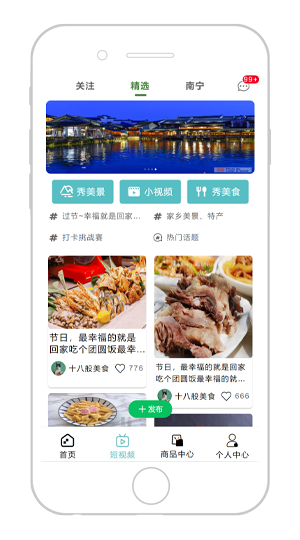 关注 精选 南宁 99+
秀美景 小视频 秀美食
# 过节~幸福就是回家... # 家乡美景、特产
# 打卡挑战赛 热门话题
节日，最幸福的就是
回家吃个团圆饭最幸...
十八般美食 776
节日，最幸福的就是回家
吃个团圆饭最幸福的就...
十八般美食 666
+ 发布
首页 短视频 商品中心 个人中心